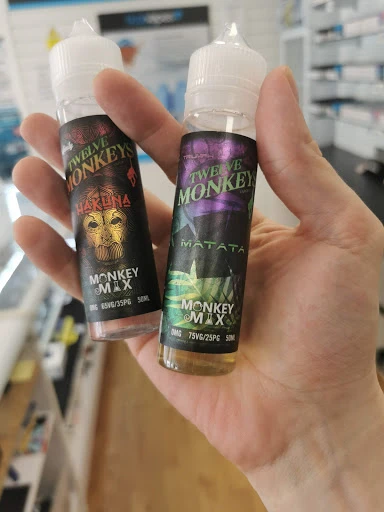 TWELVE
MONKEYS
HAKUNA
MONKEY
MIX
0MG 65VG/35PG 50ML
TWELVE
MONKEYS
MATATA
MONKEY
MIX
0MG 75VG/25PG 50ML